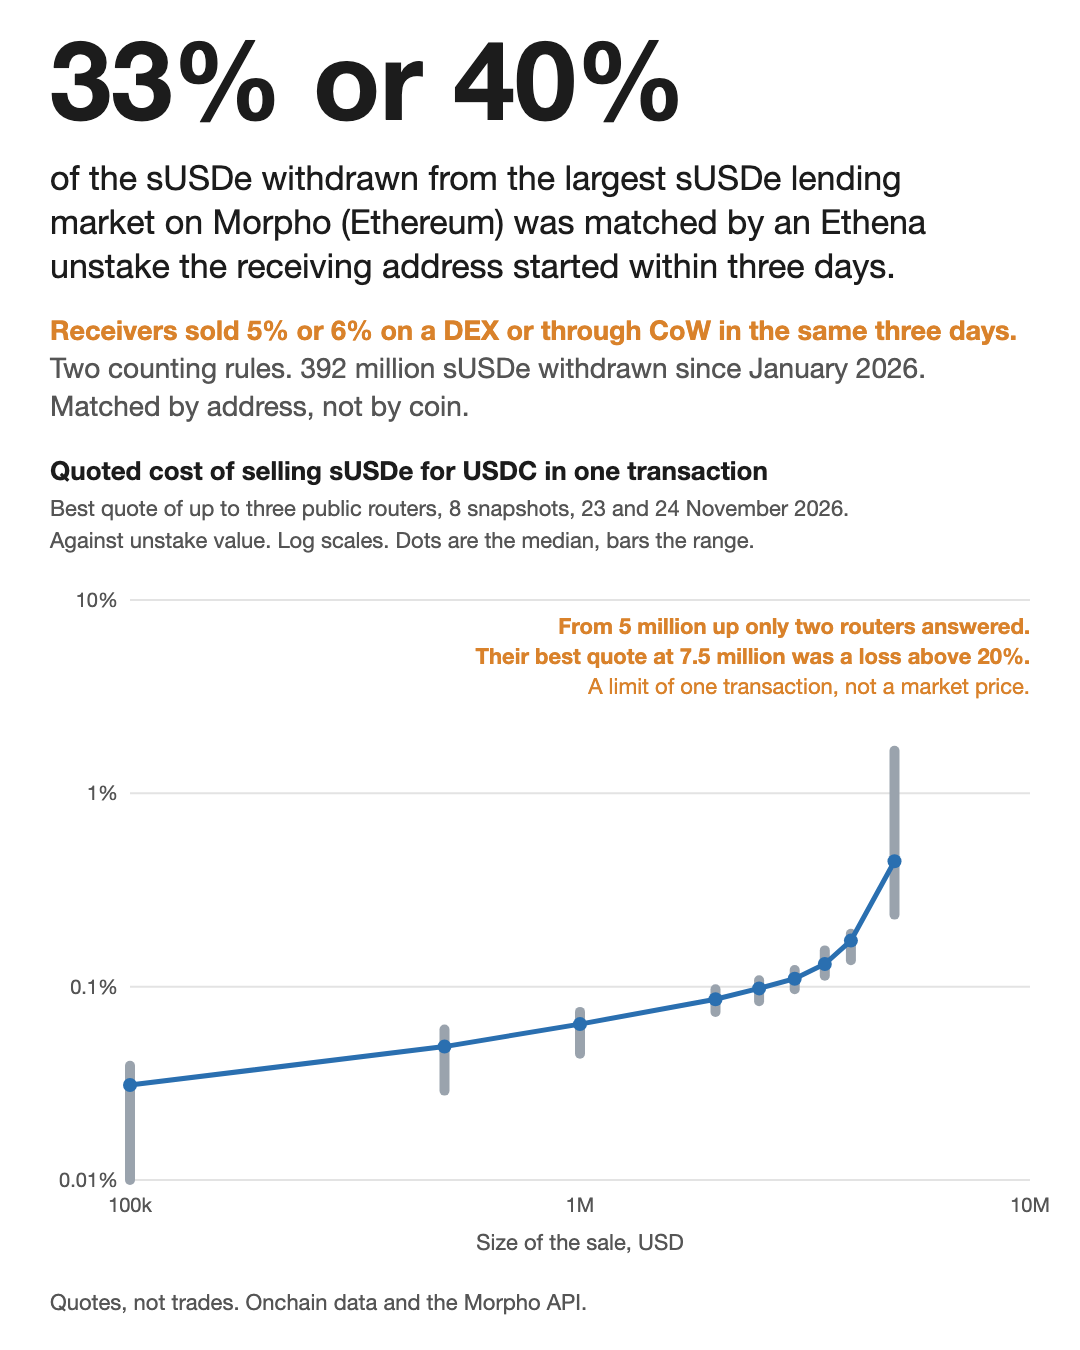 33% or 40%
of the sUSDe withdrawn from the largest sUSDe lending
market on Morpho (Ethereum) was matched by an Ethena
unstake the receiving address started within three days.
Receivers sold 5% or 6% on a DEX or through CoW in the same three days.
Two counting rules. 392 million sUSDe withdrawn since January 2026.
Matched by address, not by coin.
Quoted cost of selling sUSDe for USDC in one transaction
Best quote of up to three public routers, 8 snapshots, 23 and 24 November 2026.
Against unstake value. Log scales. Dots are the median, bars the range.
10%
From 5 million up only two routers answered.
Their best quote at 7.5 million was a loss above 20%.
A limit of one transaction, not a market price.
1%
0.1%
0.01%
100k
1M
10M
Size of the sale, USD
Quotes, not trades. Onchain data and the Morpho API.